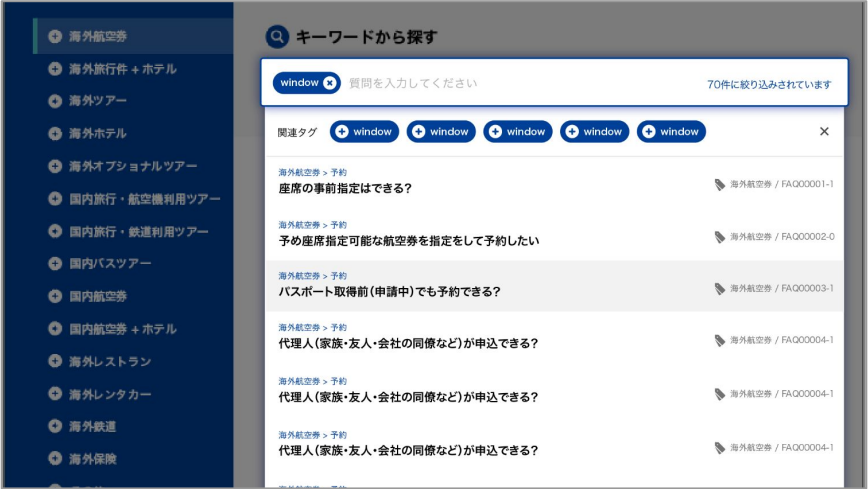 海外航空券
海外旅行件 + ホテル
海外ツアー
海外ホテル
海外オプショナルツアー
国内旅行・航空機利用ツアー
国内旅行・鉄道利用ツアー
国内バスツアー
国内航空券
国内航空券 + ホテル
海外レストラン
海外レンタカー
海外鉄道
海外保険
キーワードから探す
window 質問を入力してください 70件に絞り込みされています
関連タグ window window window window window
海外航空券 > 予約
座席の事前指定はできる? 海外航空券 / FAQ00001-1
海外航空券 > 予約
予め座席指定可能な航空券を指定をして予約したい 海外航空券 / FAQ00002-0
海外航空券 > 予約
パスポート取得前(申請中)でも予約できる? 海外航空券 / FAQ00003-1
海外航空券 > 予約
代理人(家族・友人・会社の同僚など)が申込できる? 海外航空券 / FAQ00004-1
海外航空券 > 予約
代理人(家族・友人・会社の同僚など)が申込できる? 海外航空券 / FAQ00004-1
海外航空券 > 予約
代理人(家族・友人・会社の同僚など)が申込できる? 海外航空券 / FAQ00004-1